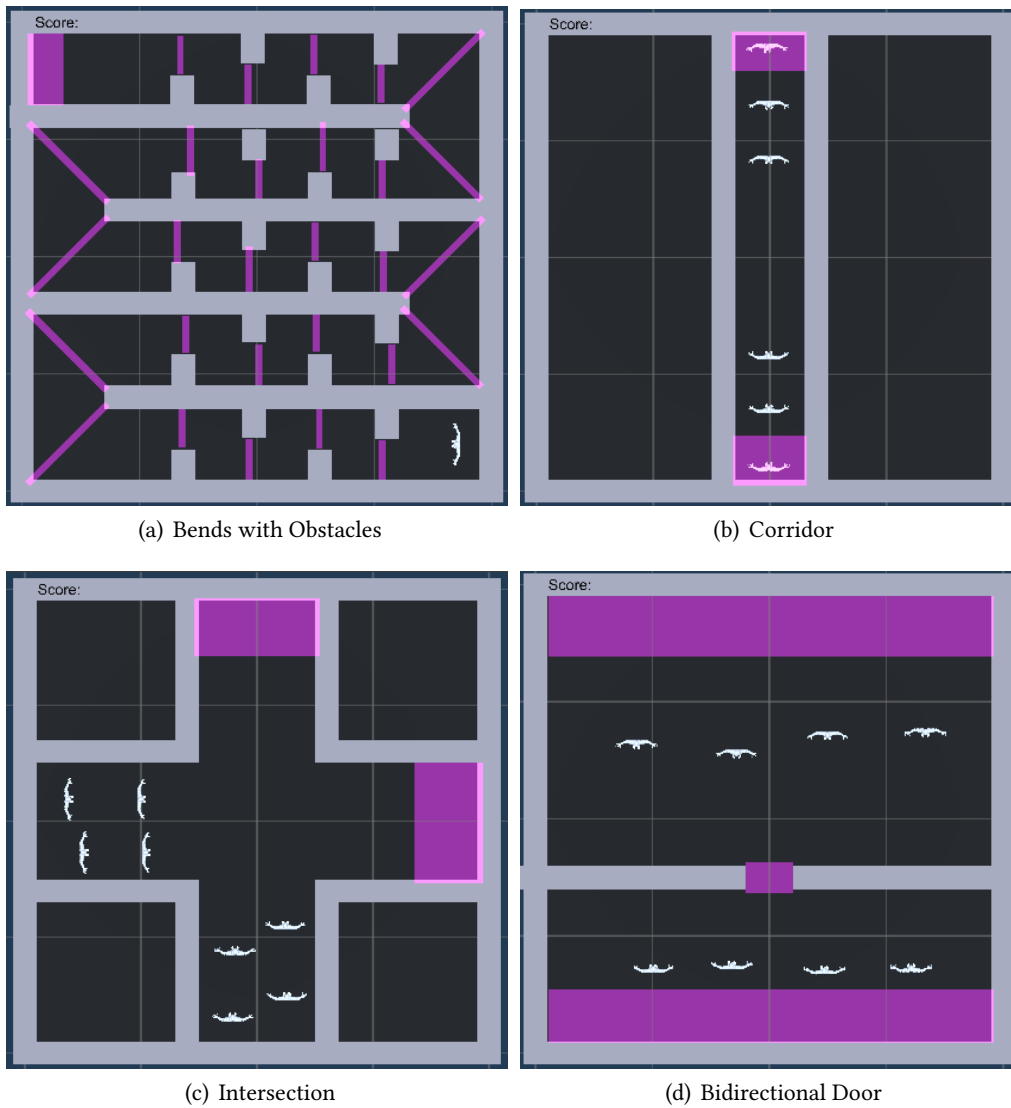 Score:
Score:
(a) Bends with Obstacles
(b) Corridor
Score:
Score:
(c) Intersection
(d) Bidirectional Door